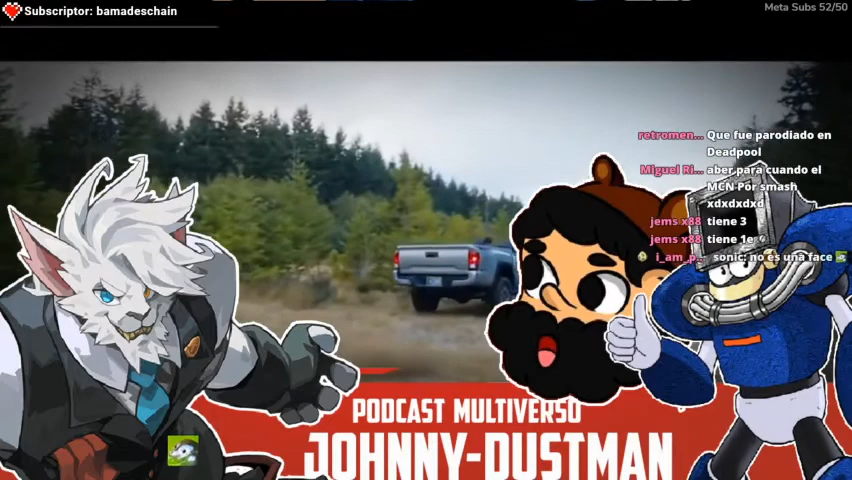 Subscriptor: bamadeschain
Meta Subs 52/50
retromen... Que fue parodiado en
Deadpool
Miguel Ri... aber para cuando el
MCN Por smash
xdxdxdxd
jems x88 tiene 3
jems x88 tiene 1e
i_am_p... sonic: no es una face
PODCAST MULTIVERSO
JOHNNY-DUSTMAN